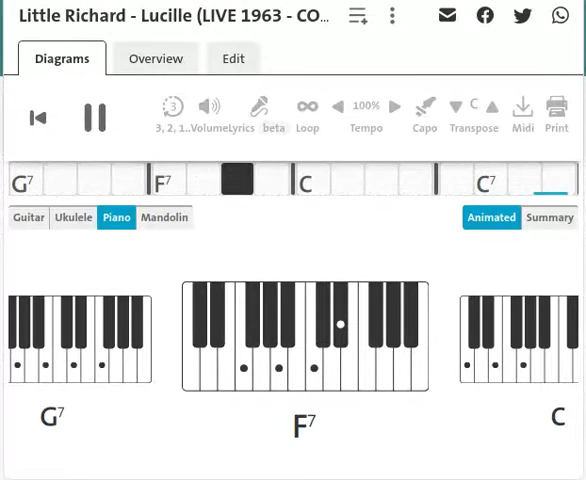 Little Richard - Lucille (LIVE 1963 - CO...
Diagrams Overview Edit
3 100% C
3, 2, 1.. Volume Lyrics beta Loop Tempo Capo Transpose Midi Print
G7 F7 C C7
Guitar Ukulele Piano Mandolin Animated Summary
G7 F7 C